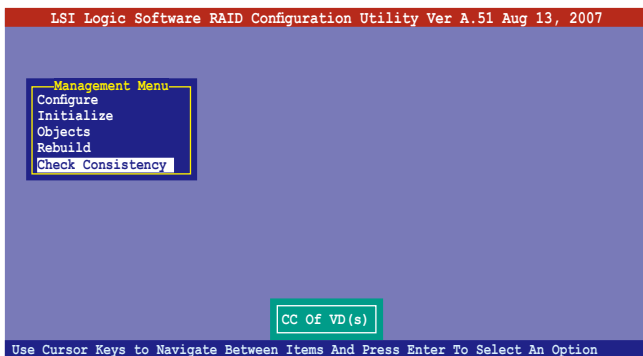 LSI Logic Software RAID Configuration Utility Ver A.51 Aug 13, 2007
Management Menu
Configure
Initialize
Objects
Rebuild
Check Consistency
CC Of VD(s)
Use Cursor Keys to Navigate Between Items And Press Enter To Select An Option